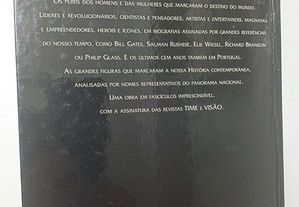 OS PERFIS DOS HOMENS E DAS MULHERES QUE MARCARAM O DESTINO DO MUNDO.
LÍDERES E REVOLUCIONÁRIOS, CIENTISTAS E PENSADORES, ARTISTAS E ENTERTAINERS, MAGNATAS
E EMPREENDEDORES, HERÓIS E ÍCONES, EM BIOGRAFIAS ASSINADAS POR GRANDES REFERÊNCIAS
DO NOSSO TEMPO, COMO BILL GATES, SALMAN RUSHDIE, ELIE WIESEL, RICHARD BRANSON
OU PHILIP GLASS. E OS ÚLTIMOS CEM ANOS TAMBÉM EM PORTUGAL.
AS GRANDES FIGURAS QUE MARCARAM A NOSSA HISTÓRIA CONTEMPORÂNEA,
ANALISADAS POR NOMES REPRESENTATIVOS DO PANORAMA NACIONAL.
UMA OBRA EM FASCÍCULOS IMPRESCINDÍVEL,
COM A ASSINATURA DAS REVISTAS TIME E VISÃO.